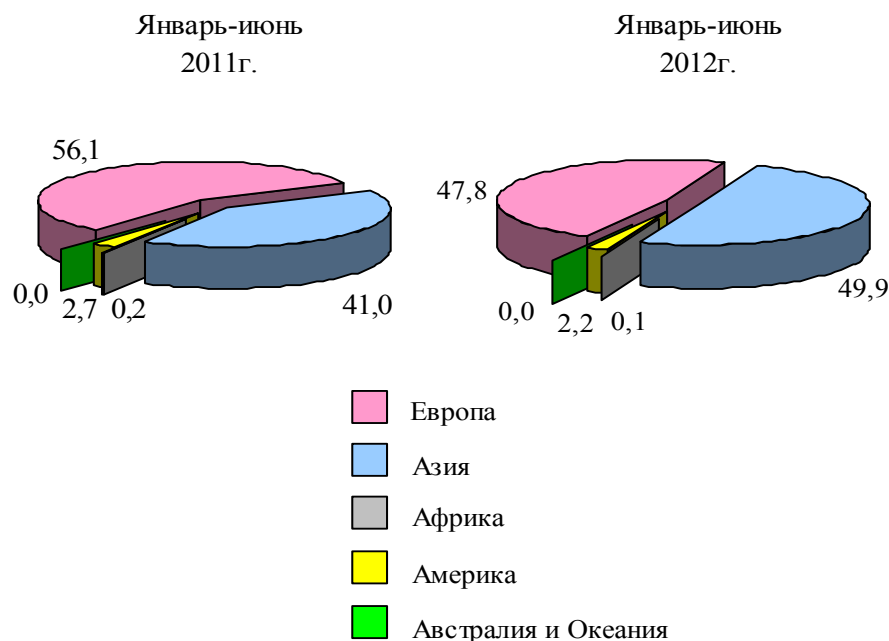 Январь-июнь
2011г.
Январь-июнь
2012г.
56,1
41,0
0,2
2,7
0,0
47,8
49,9
0,1
2,2
0,0
Европа
Азия
Африка
Америка
Австралия и Океания